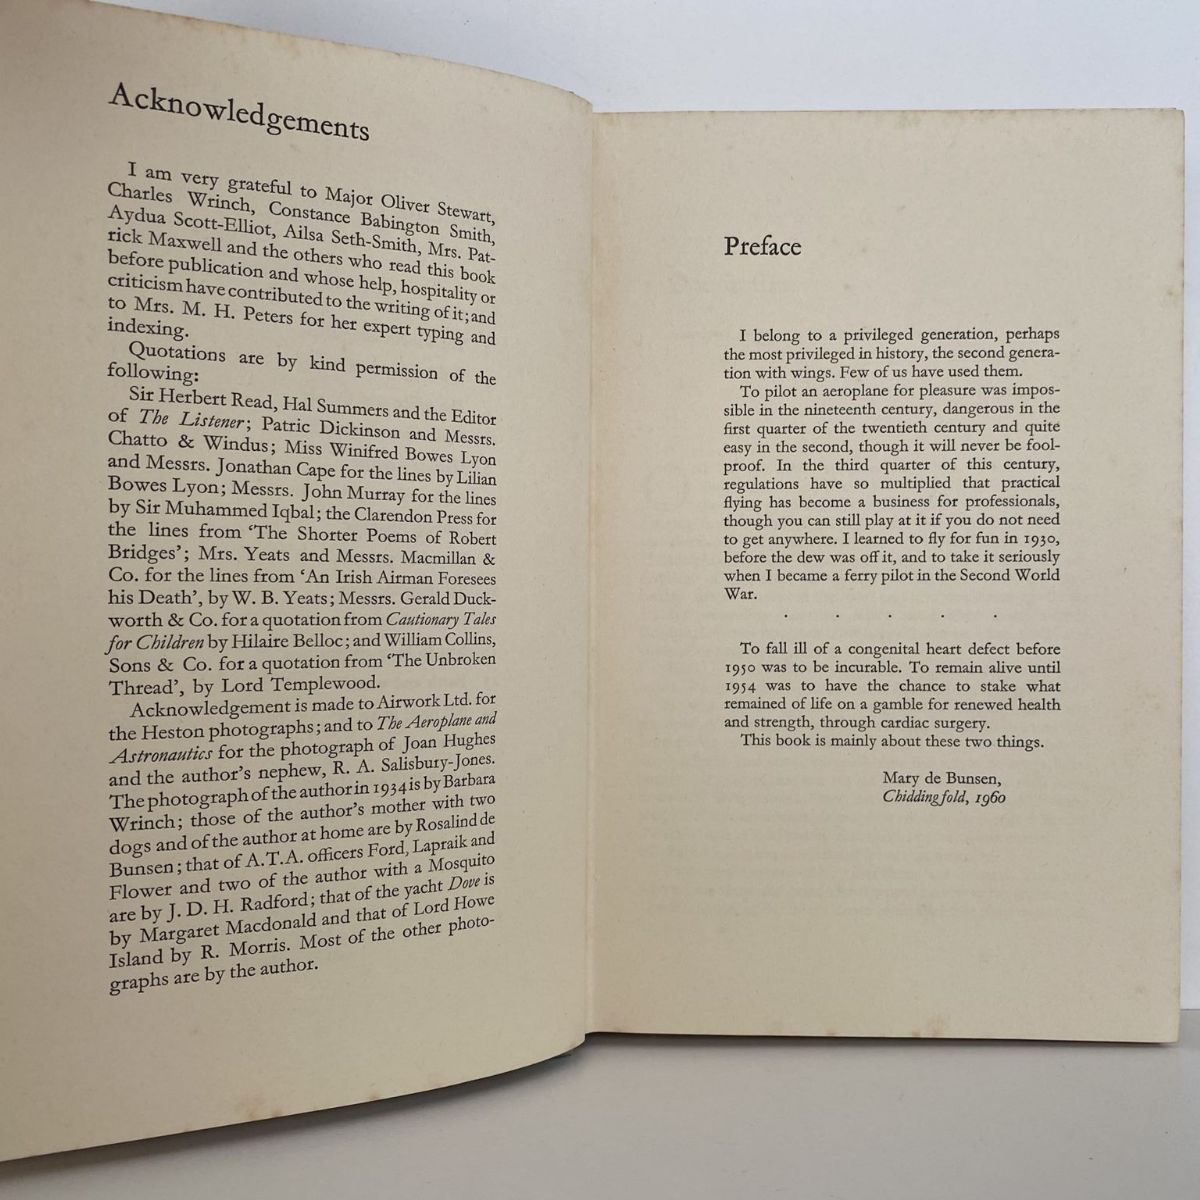 Acknowledgements
I am very grateful to Major Oliver Stewart,
Charles Wrinch, Constance Babington Smith,
Aydua Scott-Elliot, Ailsa Seth-Smith, Mrs. Pat-
rick Maxwell and the others who read this book
before publication and whose help, hospitality or
criticism have contributed to the writing of it; and
to Mrs. M. H. Peters for her expert typing and
indexing.
Quotations are by kind permission of the
following:
Sir Herbert Read, Hal Summers and the Editor
of The Listener; Patric Dickinson and Messrs.
Chatto & Windus; Miss Winifred Bowes Lyon
and Messrs. Jonathan Cape for the lines by Lilian
Bowes Lyon; Messrs. John Murray for the lines
by Sir Muhammed Iqbal; the Clarendon Press for
the lines from 'The Shorter Poems of Robert
Bridges'; Mrs. Yeats and Messrs. Macmillan &
Co. for the lines from 'An Irish Airman Foresees
his Death', by W. B. Yeats; Messrs. Gerald Duck-
worth & Co. for a quotation from Cautionary Tales
for Children by Hilaire Belloc; and William Collins,
Sons & Co. for a quotation from 'The Unbroken
Thread', by Lord Templewood.
Acknowledgement is made to Airwork Ltd. for
the Heston photographs; and to The Aeroplane and
Astronautics for the photograph of Joan Hughes
and the author's nephew, R. A. Salisbury-Jones.
The photograph of the author in 1934 is by Barbara
Wrinch; those of the author's mother with two
dogs and of the author at home are by Rosalind de
Bunsen; that of A.T.A. officers Ford, Lapraik and
Flower and two of the author with a Mosquito
are by J. D. H. Radford; that of the yacht Dove is
by Margaret Macdonald and that of Lord Howe
Island by R. Morris. Most of the other photo-
graphs are by the author.
Preface
I belong to a privileged generation, perhaps
the most privileged in history, the second genera-
tion with wings. Few of us have used them.
To pilot an aeroplane for pleasure was impos-
sible in the nineteenth century, dangerous in the
first quarter of the twentieth century and quite
easy in the second, though it will never be fool-
proof. In the third quarter of this century,
regulations have so multiplied that practical
flying has become a business for professionals,
though you can still play at it if you do not need
to get anywhere. I learned to fly for fun in 1930,
before the dew was off it, and to take it seriously
when I became a ferry pilot in the Second World
War.
. . . . .
To fall ill of a congenital heart defect before
1950 was to be incurable. To remain alive until
1954 was to have the chance to stake what
remained of life on a gamble for renewed health
and strength, through cardiac surgery.
This book is mainly about these two things.
Mary de Bunsen,
Chiddingfold, 1960